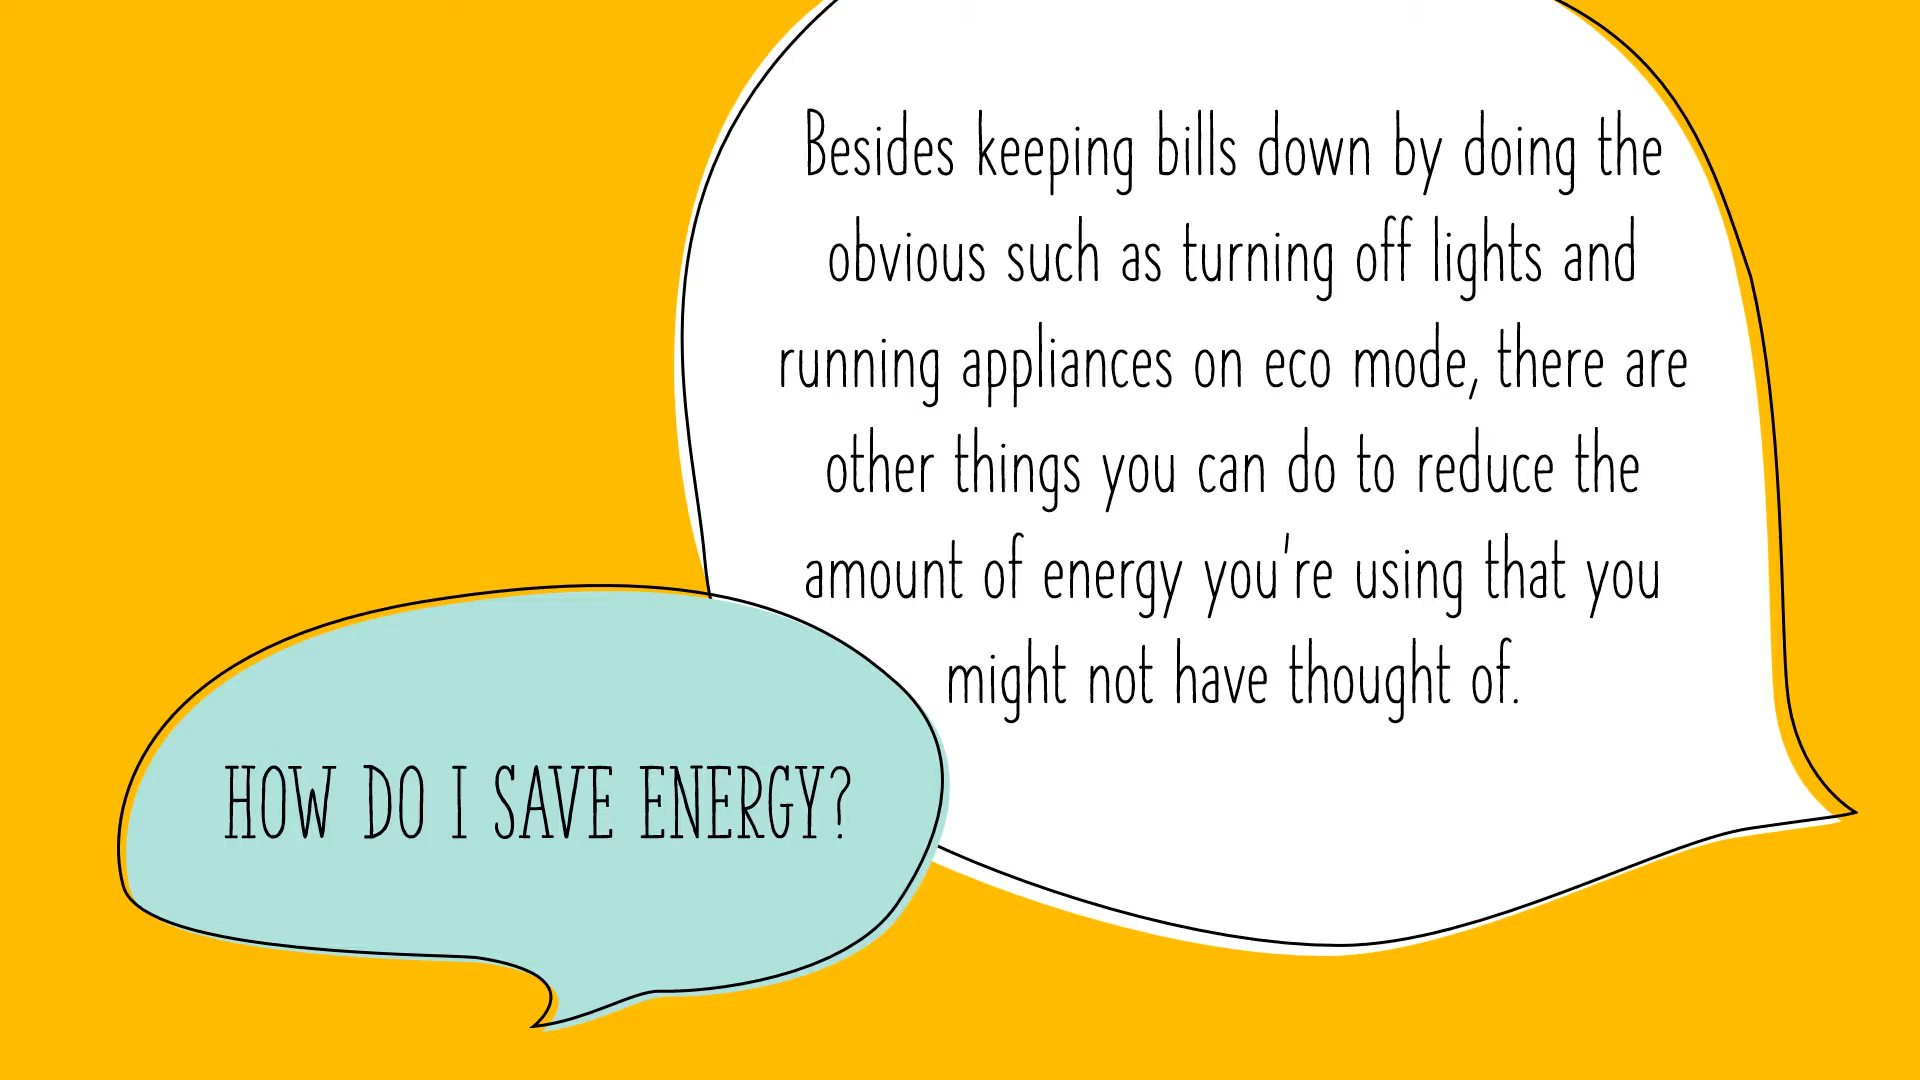 Besides keeping bills down by doing the
obvious such as turning off lights and
running appliances on eco mode, there are
other things you can do to reduce the
amount of energy you're using that you
might not have thought of.
HOW DO I SAVE ENERGY?